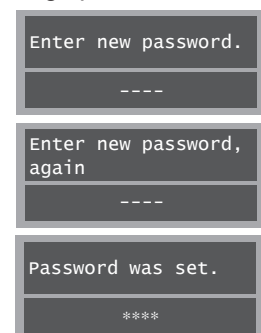 Enter new password.
----
Enter new password,
again
----
Password was set.
****